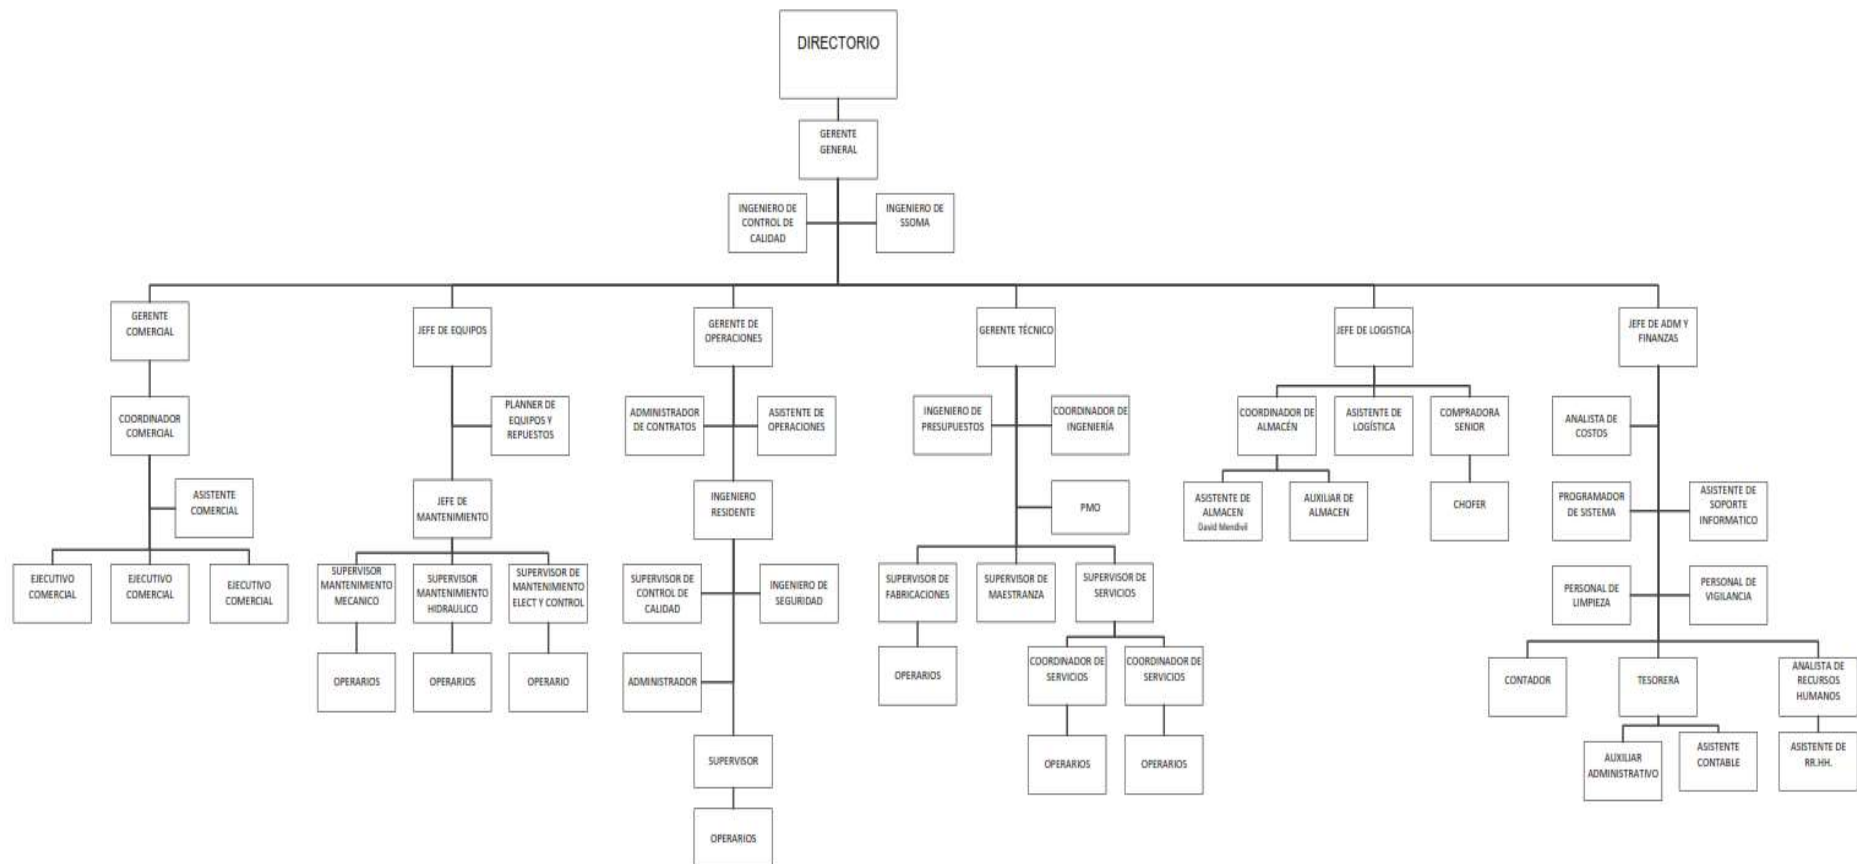 DIRECTORIO
GERENTE
GENERAL
INGENIERO DE
CONTROL DE
CALIDAD
INGENIERO DE
SSOMA
GERENTE
COMERCIAL
JEFE DE EQUIPOS
GERENTE DE
OPERACIONES
GERENTE TÉCNICO
JEFE DE LOGISTICA
JEFE DE ADM Y
FINANZAS
COORDINADOR
COMERCIAL
PLANNER DE
EQUIPOS Y
REPUESTOS
ADMINISTRADOR
DE CONTRATOS
ASISTENTE DE
OPERACIONES
INGENIERO DE
PRESUPUESTOS
COORDINADOR DE
INGENIERÍA
COORDINADOR DE
ALMACÉN
ASISTENTE DE
LOGÍSTICA
COMPRADORA
SENIOR
ANALISTA DE
COSTOS
ASISTENTE
COMERCIAL
JEFE DE
MANTENIMIENTO
INGENIERO
RESIDENTE
PMO
ASISTENTE DE
ALMACEN
David Mendivil
AUXILIAR DE
ALMACEN
CHOFER
PROGRAMADOR
DE SISTEMA
ASISTENTE DE
SOPORTE
INFORMATICO
EJECUTIVO
COMERCIAL
EJECUTIVO
COMERCIAL
EJECUTIVO
COMERCIAL
SUPERVISOR
MANTENIMIENTO
MECANICO
SUPERVISOR
MANTENIMIENTO
HIDRAULICO
SUPERVISOR DE
MANTENIMIENTO
ELECT Y CONTROL
SUPERVISOR DE
CONTROL DE
CALIDAD
INGENIERO DE
SEGURIDAD
SUPERVISOR DE
FABRICACIONES
SUPERVISOR DE
MAESTRANZA
SUPERVISOR DE
SERVICIOS
PERSONAL DE
LIMPIEZA
PERSONAL DE
VIGILANCIA
OPERARIOS
OPERARIOS
OPERARIO
ADMINISTRADOR
OPERARIOS
COORDINADOR DE
SERVICIOS
COORDINADOR DE
SERVICIOS
CONTADOR
TESORERA
ANALISTA DE
RECURSOS
HUMANOS
SUPERVISOR
OPERARIOS
OPERARIOS
AUXILIAR
ADMINISTRATIVO
ASISTENTE
CONTABLE
ASISTENTE DE
RR.HH.
OPERARIOS